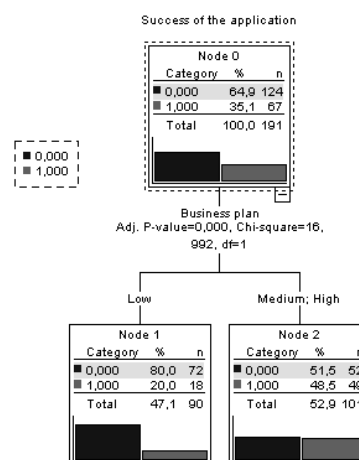 Success of the application
Node 0
Category % n
0,000 64,9 124
1,000 35,1 67
Total 100,0 191
0,000
1,000
Business plan
Adj. P-value=0,000, Chi-square=16,
992, df=1
Low
Medium; High
Node 1
Category % n
0,000 80,0 72
1,000 20,0 18
Total 47,1 90
Node 2
Category % n
0,000 51,5 52
1,000 48,5 49
Total 52,9 101